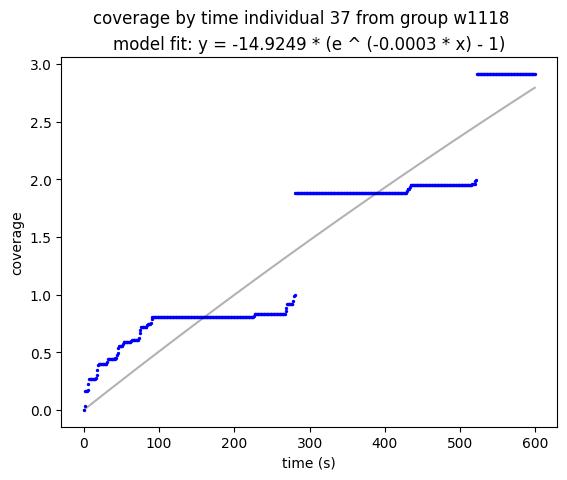 coverage by time individual 37 from group w1118
model fit: y = -14.9249 * (e ^ (-0.0003 * x) - 1)
3.0
2.5
2.0
1.5
1.0
0.5
0.0
coverage
0 100 200 300 400 500 600
time (s)